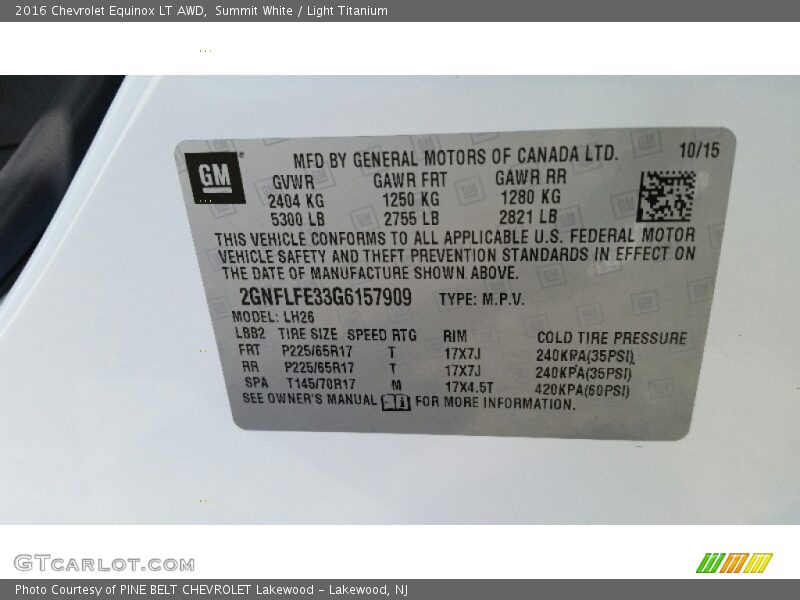 2016 Chevrolet Equinox LT AWD,  Summit White / Light Titanium
GM
MFD BY GENERAL MOTORS OF CANADA LTD. 10/15
GVWR GAWR FRT GAWR RR
2404 KG 1250 KG 1280 KG
5300 LB 2755 LB 2821 LB
THIS VEHICLE CONFORMS TO ALL APPLICABLE U.S. FEDERAL MOTOR
VEHICLE SAFETY AND THEFT PREVENTION STANDARDS IN EFFECT ON
THE DATE OF MANUFACTURE SHOWN ABOVE.
2GNFLFE33G6157909 TYPE: M.P.V.
MODEL: LH26
LBB2 TIRE SIZE SPEED RTG RIM COLD TIRE PRESSURE
FRT P225/65R17 T 17X7J 240KPA(35PSI)
RR P225/65R17 T 17X7J 240KPA(35PSI)
SPA T145/70R17 M 17X4.5T 420KPA(60PSI)
SEE OWNER'S MANUAL FOR MORE INFORMATION.
GTCARLOT.COM
Photo Courtesy of PINE BELT CHEVROLET Lakewood - Lakewood, NJ